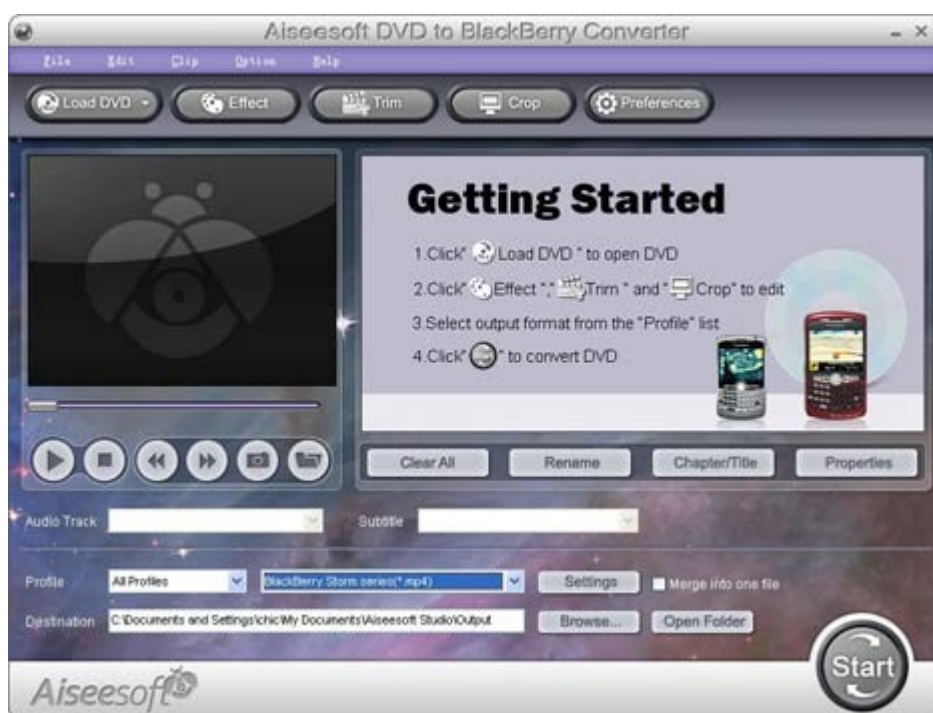 Aiseesoft DVD to BlackBerry Converter
File Edit Clip Option Help
Load DVD Effect Trim Crop Preferences
Getting Started
1.Click" Load DVD " to open DVD
2.Click" Effect "," Trim " and " Crop" to edit
3.Select output format from the "Profile" list
4.Click" " to convert DVD
Clear All Rename Chapter/Title Properties
Audio Track Subtitle
Profile All Profiles BlackBerry Storm series(*.mp4) Settings Merge into one file
Destination C:\Documents and Settings\chic\My Documents\Aiseesoft Studio\Output Browse... Open Folder
Start
Aiseesoft